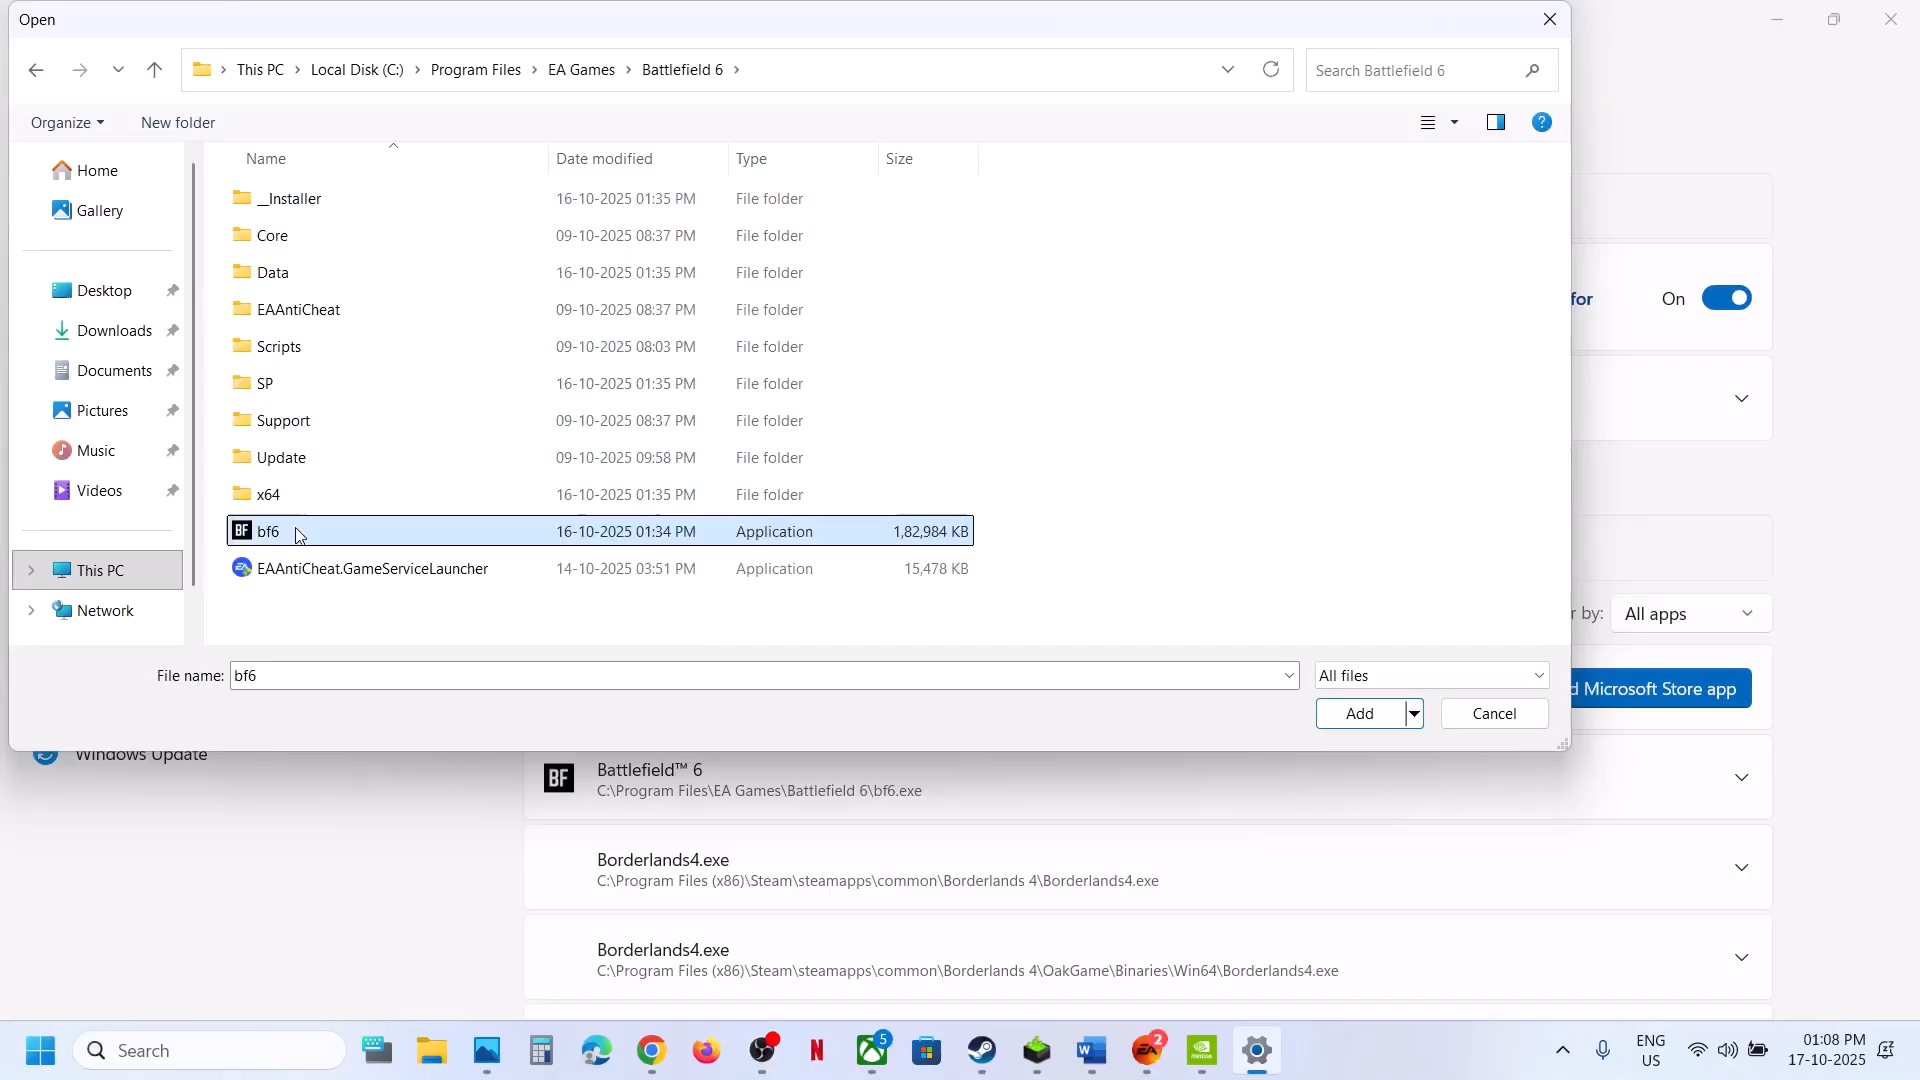 Open
This PC > Local Disk (C:) > Program Files > EA Games > Battlefield 6 >
Search Battlefield 6
Organize
New folder
Name
Date modified
Type
Size
Home
Gallery
Desktop
Downloads
Documents
Pictures
Music
Videos
This PC
Network
__Installer 16-10-2025 01:35 PM File folder
Core 09-10-2025 08:37 PM File folder
Data 16-10-2025 01:35 PM File folder
EAAntiCheat 09-10-2025 08:37 PM File folder
Scripts 09-10-2025 08:03 PM File folder
SP 16-10-2025 01:35 PM File folder
Support 09-10-2025 08:37 PM File folder
Update 09-10-2025 09:58 PM File folder
x64 16-10-2025 01:35 PM File folder
BF bf6 16-10-2025 01:34 PM Application 1,82,984 KB
EAAntiCheat.GameServiceLauncher 14-10-2025 03:51 PM Application 15,478 KB
File name: bf6
All files
Add
Cancel
for
On
r by: All apps
d Microsoft Store app
Windows Update
BF
Battlefield™ 6
C:\Program Files\EA Games\Battlefield 6\bf6.exe
Borderlands4.exe
C:\Program Files (x86)\Steam\steamapps\common\Borderlands 4\Borderlands4.exe
Borderlands4.exe
C:\Program Files (x86)\Steam\steamapps\common\Borderlands 4\OakGame\Binaries\Win64\Borderlands4.exe
Search
5
2
ENG
US
01:08 PM
17-10-2025